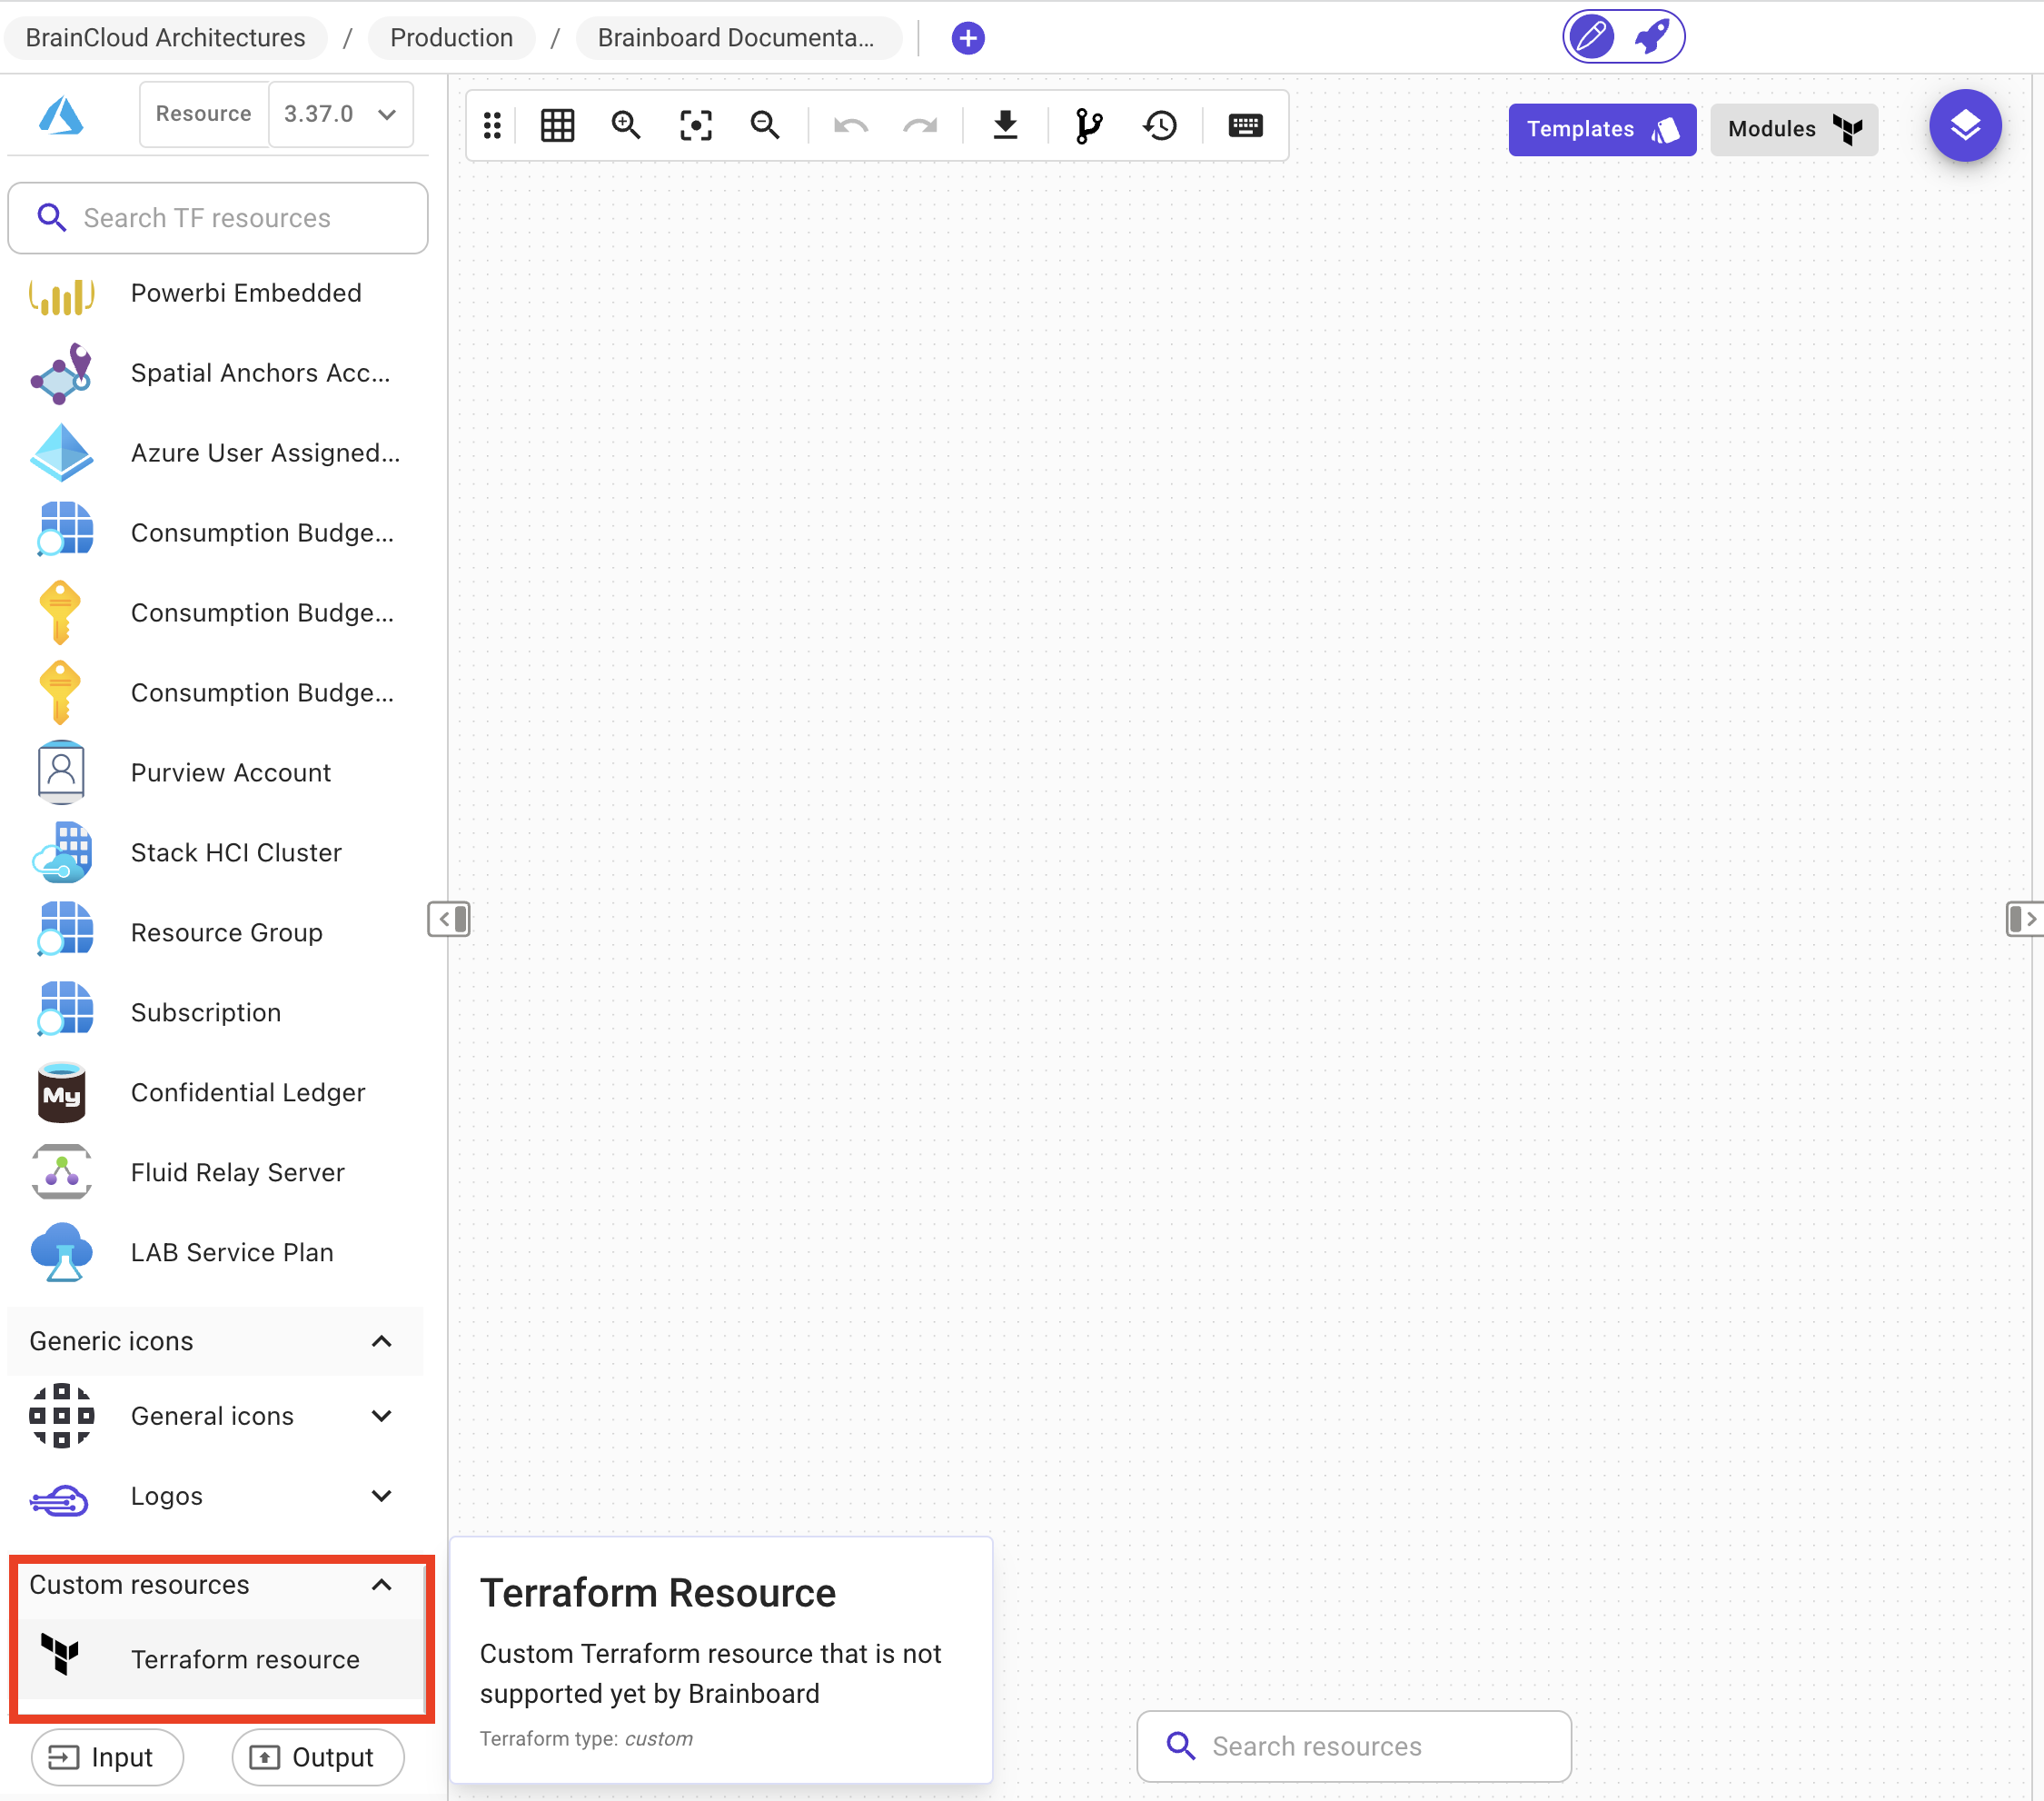 BrainCloud Architectures / Production / Brainboard Documenta...
Resource 3.37.0
Templates
Modules
Search TF resources
Powerbi Embedded
Spatial Anchors Acc...
Azure User Assigned...
Consumption Budge...
Consumption Budge...
Consumption Budge...
Purview Account
Stack HCI Cluster
Resource Group
Subscription
My
Confidential Ledger
Fluid Relay Server
LAB Service Plan
Generic icons
General icons
Logos
Custom resources
Terraform resource
Input
Output
Terraform Resource
Custom Terraform resource that is not
supported yet by Brainboard
Terraform type: custom
Search resources